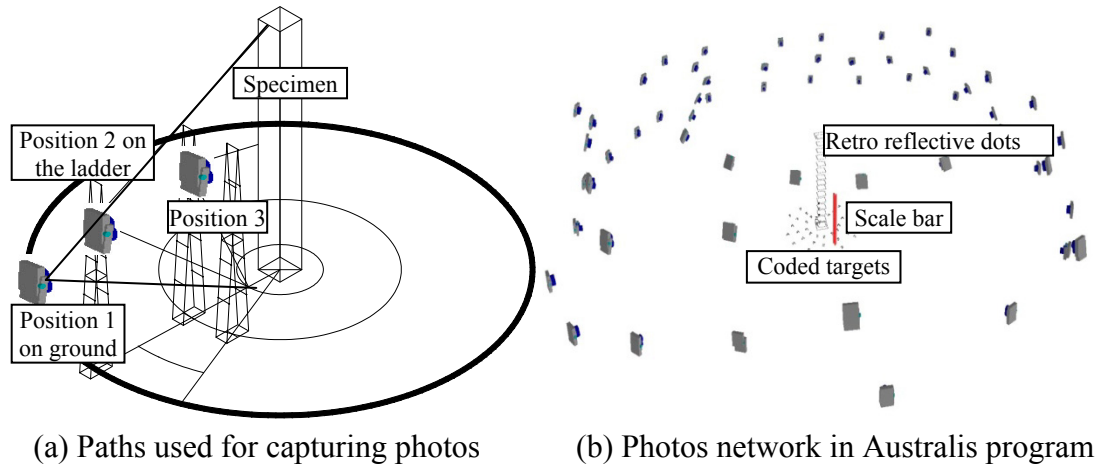 Specimen
Position 2 on
the ladder
Position 3
Position 1
on ground
Retro reflective dots
Scale bar
Coded targets
(a) Paths used for capturing photos
(b) Photos network in Australis program